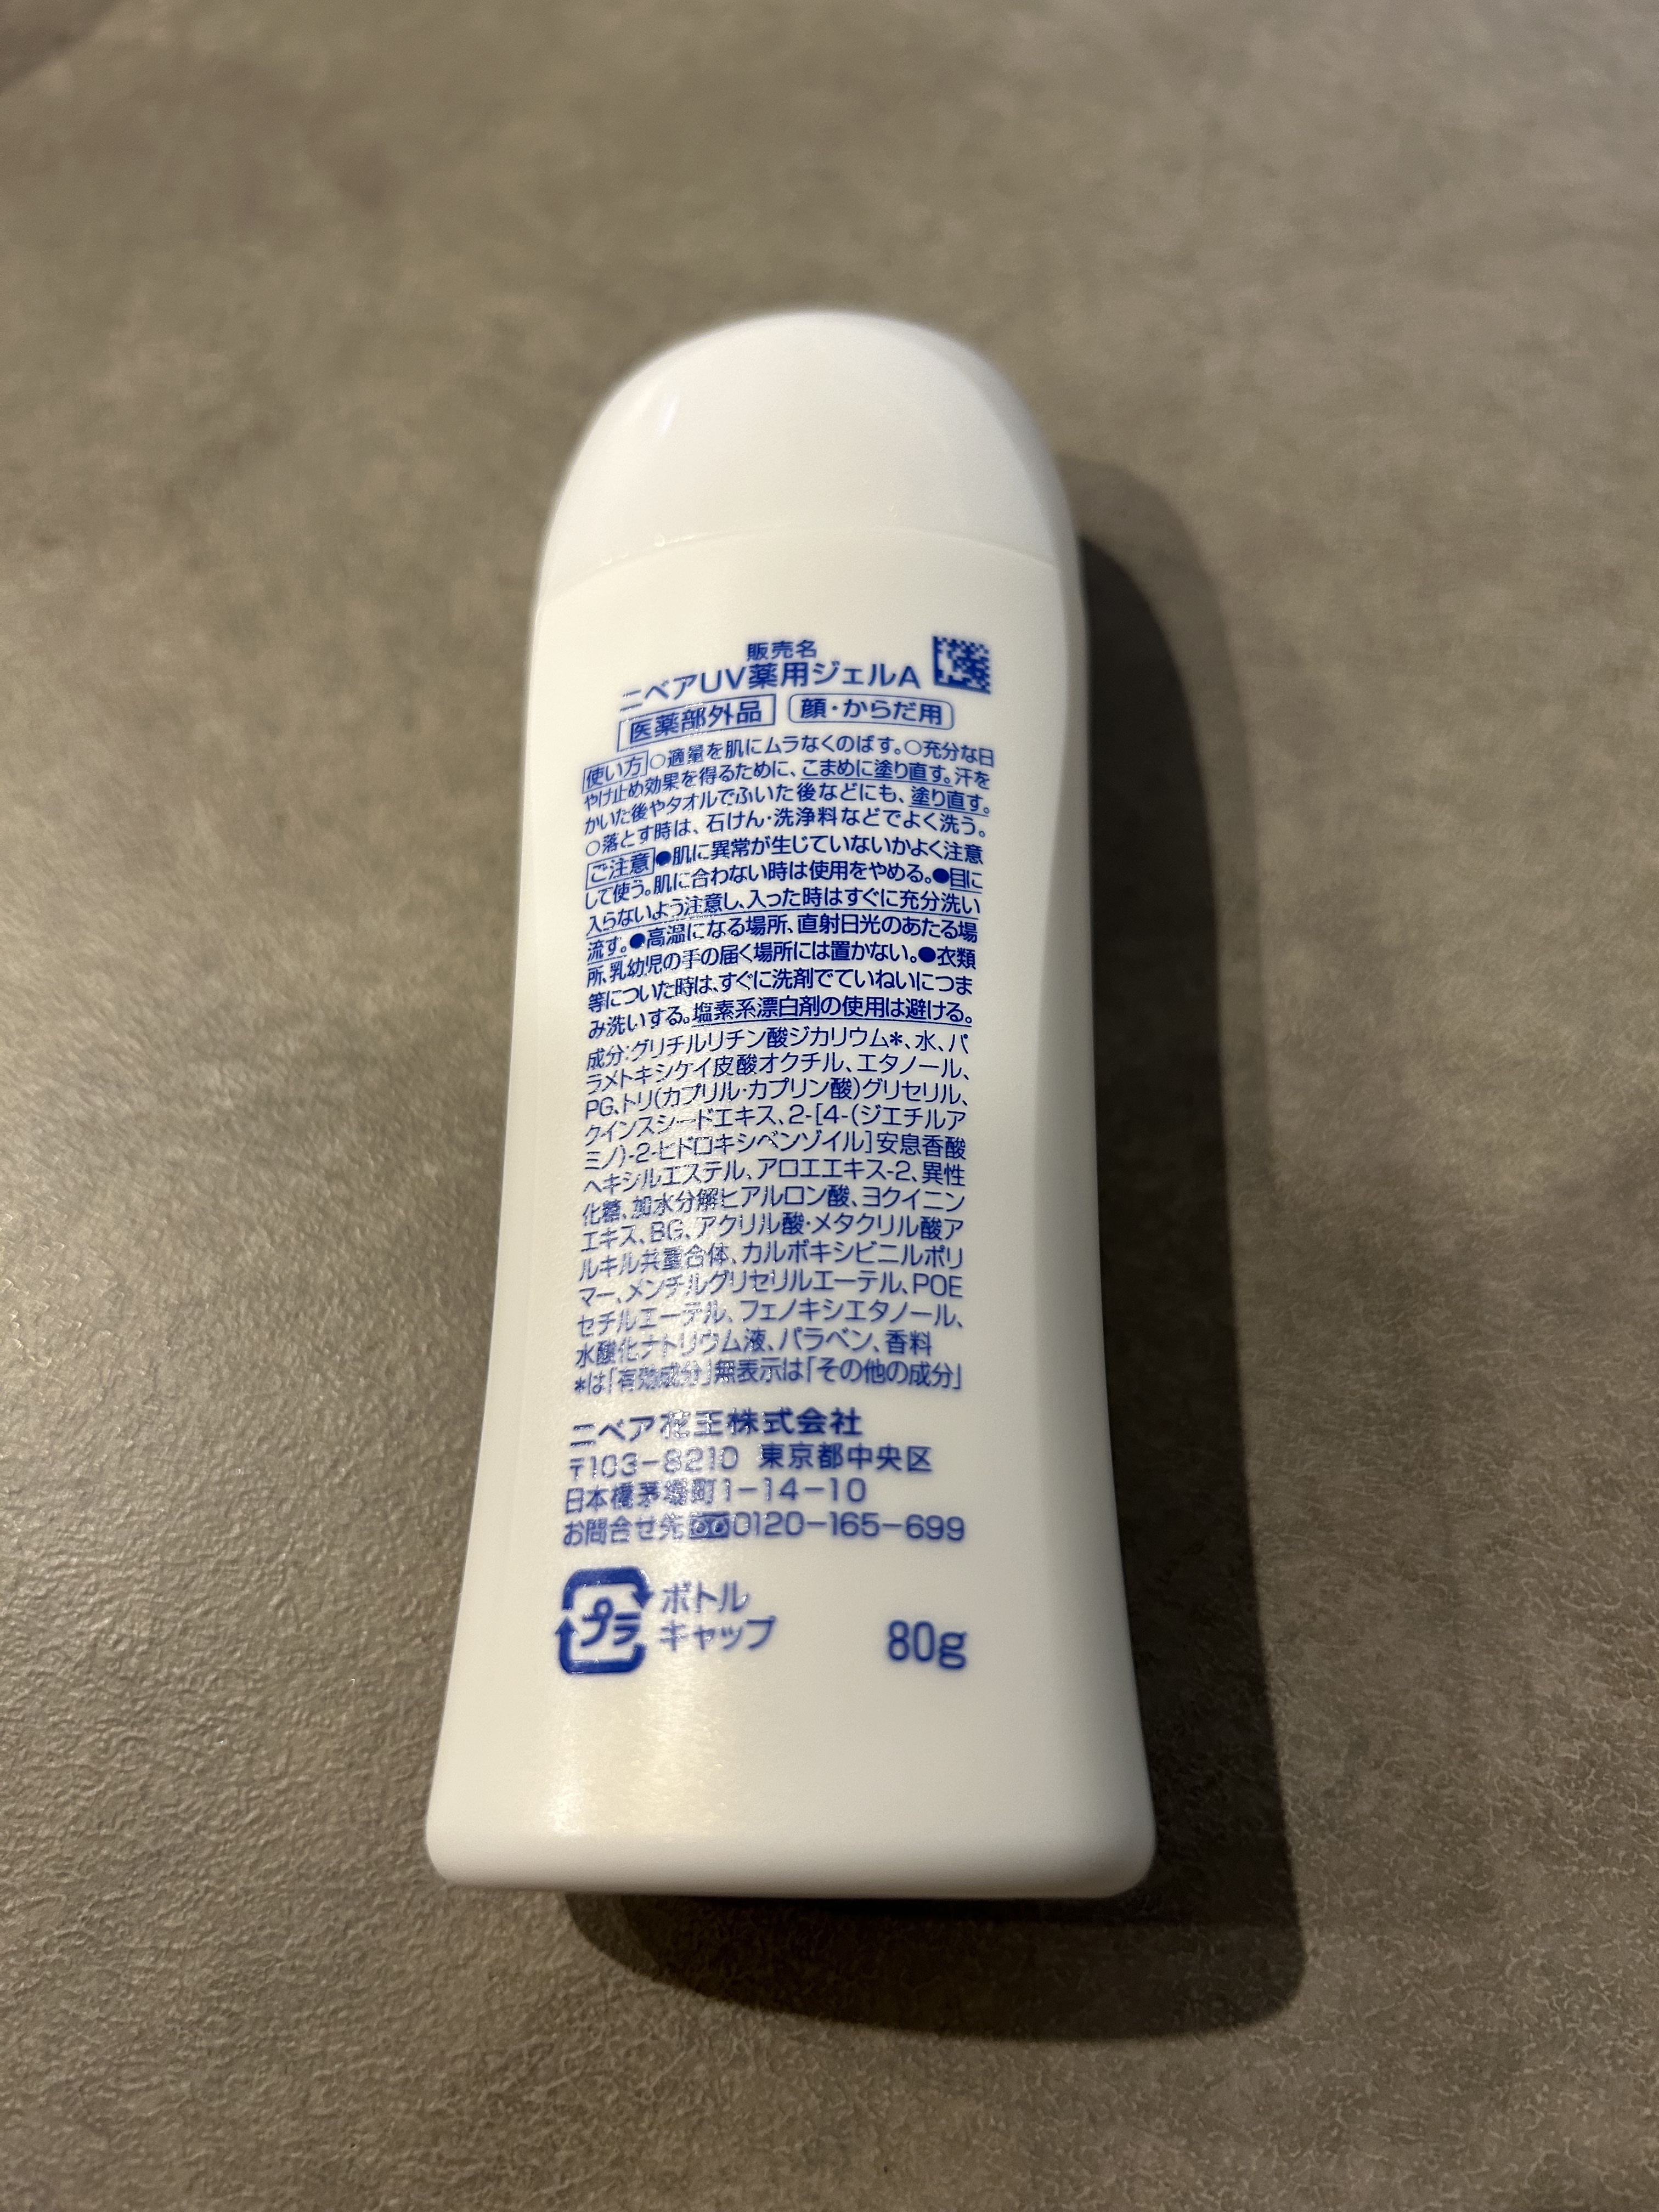 販売名
ニベアUV薬用ジェルA
医薬部外品 顔・からだ用
使い方○適量を肌にムラなくのばす。○充分な日
やけ止め効果を得るために、こまめに塗り直す。汗を
かいた後やタオルでふいた後などにも、塗り直す。
○落とす時は、石けん・洗浄料などでよく洗う。
ご注意●肌に異常が生じていないかよく注意
して使う。肌に合わない時は使用をやめる。●目に
入らないよう注意し、入った時はすぐに充分洗い
流す。●高温になる場所、直射日光のあたる場
所、乳幼児の手の届く場所には置かない。●衣類
等についた時は、すぐに洗剤でていねいにつま
み洗いする。塩素系漂白剤の使用は避ける。
成分:グリチルリチン酸ジカリウム*、水、パ
ラメトキシケイ皮酸オクチル、エタノール、
PG、トリ(カプリル・カプリン酸)グリセリル、
クインスシードエキス、2-[4-(ジエチルア
ミノ)-2-ヒドロキシベンゾイル]安息香酸
ヘキシルエステル、アロエエキス-2、異性
化糖、加水分解ヒアルロン酸、ヨクイニン
エキス、BG、アクリル酸・メタクリル酸ア
ルキル共重合体、カルボキシビニルポリ
マー、メンチルグリセリルエーテル、POE
セチルエーテル、フェノキシエタノール、
水酸化ナトリウム液、パラベン、香料
*は「有効成分」無表示は「その他の成分」
ニベア花王株式会社
〒103-8210 東京都中央区
日本橋茅場町1-14-10
お問合せ先 0120-165-699
プラ ボトル
キャップ
80g